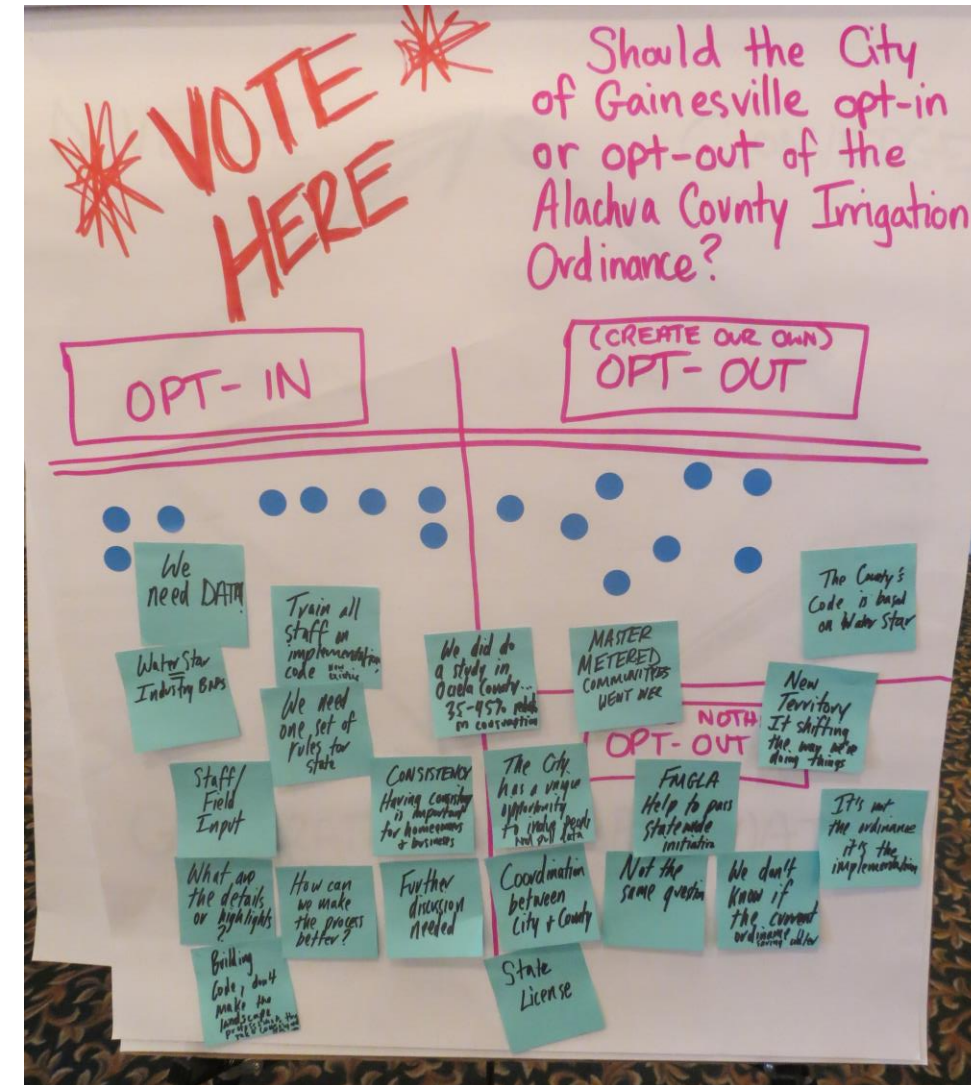 VOTE
HERE
Should the City
of Gainesville opt-in
or opt-out of the
Alachua County Irrigation
Ordinance?
OPT-IN
(CREATE OUR OWN)
OPT-OUT
We
need DATA!
Train all
staff on
implementation,
code
Water Star
Industry BMPs
We need
one set of
rules for
state
We did do
a study in
County...
35-45%
in consumption
MASTER
METERED
COMMUNITIES
WENT
The County's
Code is based
on Water Star
New
Territory
It shifting
the way we're
doing things
NOTH
OPT-OUT
Staff/
Field
Input
CONSISTENCY
Having consistency
is important
for homeowners
& businesses
The City
has a unique
opportunity
to people
pull data
FNGLA
Help to pass
statewide
initiative
It's not
the ordinance
it's the
implementation
What are
the details
or highlights
?
How can
we make
the process
better?
Further
discussion
needed
Coordination
between
City & County
Not the
same question
We don't
know if
the current
ordinance
saving water
Building
Code, don't
make the
landscape
State
License